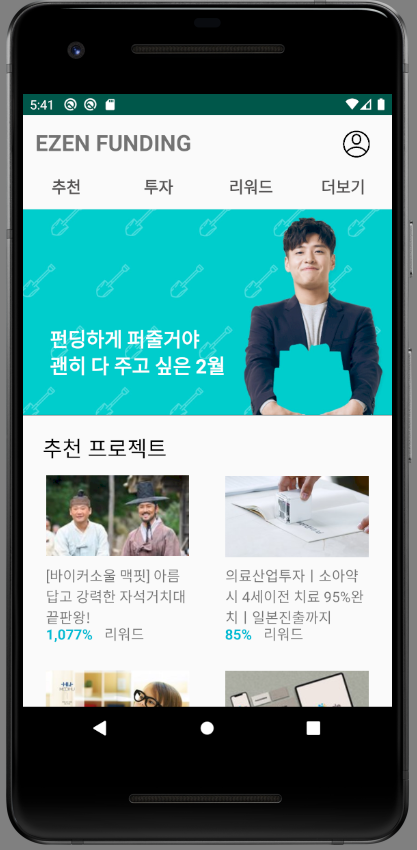 5:41
EZEN FUNDING
추천 투자 리워드 더보기
펀딩하게 퍼줄거야
괜히 다 주고 싶은 2월
추천 프로젝트
[바이커소울 맥핏] 아름
답고 강력한 자석거치대
끝판왕!
1,077% 리워드
의료산업투자ㅣ소아약
시 4세이전 치료 95%완
치ㅣ일본진출까지
85% 리워드